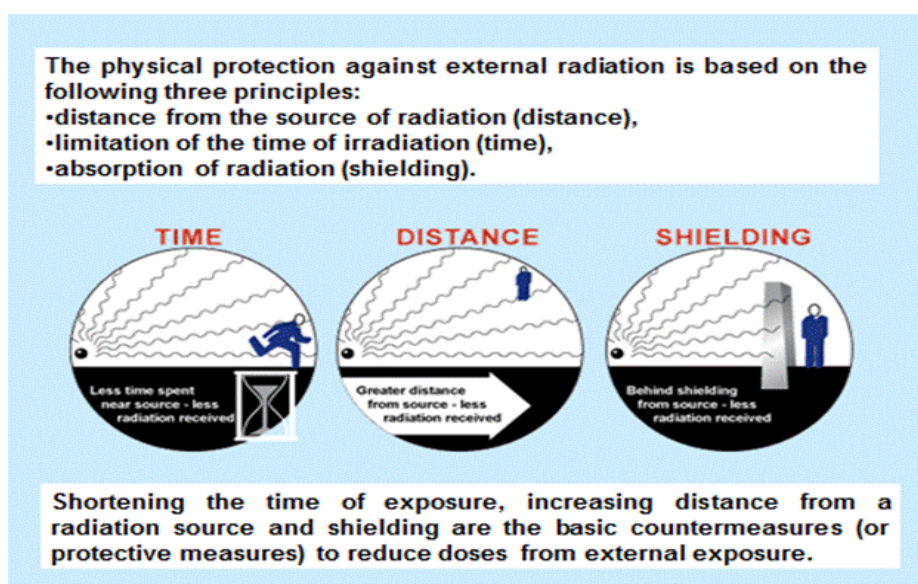 The physical protection against external radiation is based on the
following three principles:
•distance from the source of radiation (distance),
•limitation of the time of irradiation (time),
•absorption of radiation (shielding).
TIME
Less time spent
near source - less
radiation received
DISTANCE
Greater distance
from source - less
radiation received
SHIELDING
Behind shielding
from source - less
radiation received
Shortening the time of exposure, increasing distance from a
radiation source and shielding are the basic countermeasures (or
protective measures) to reduce doses from external exposure.